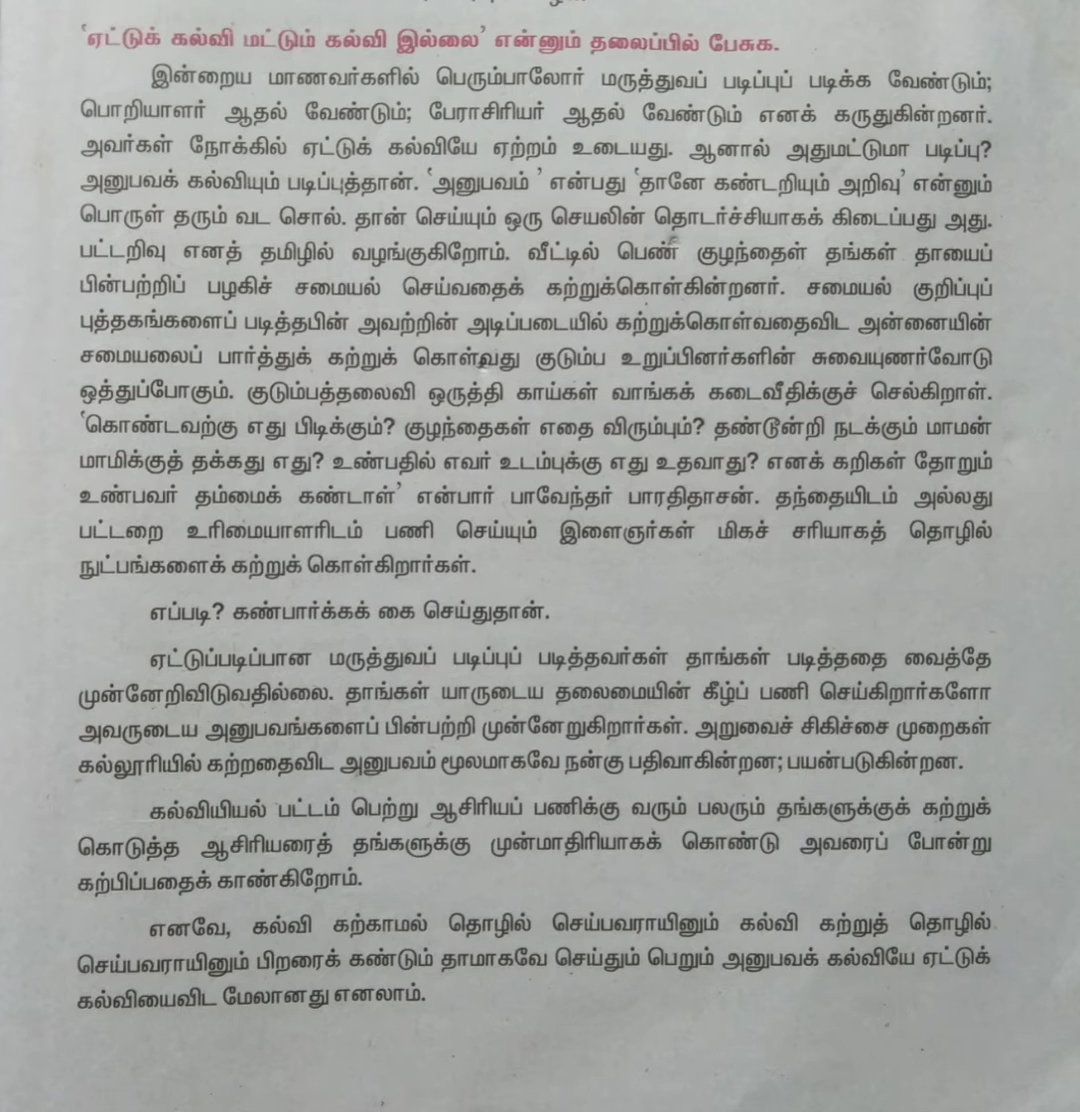 ‘ஏட்டுக் கல்வி மட்டும் கல்வி இல்லை’ என்னும் தலைப்பில் பேசுக.
இன்றைய மாணவர்களில் பெரும்பாலோர் மருத்துவப் படிப்புப் படிக்க வேண்டும்;
பொறியாளர் ஆதல் வேண்டும்; பேராசிரியர் ஆதல் வேண்டும் எனக் கருதுகின்றனர்.
அவர்கள் நோக்கில் ஏட்டுக் கல்வியே ஏற்றம் உடையது. ஆனால் அதுமட்டுமா படிப்பு?
அனுபவக் கல்வியும் படிப்புத்தான். ‘அனுபவம் ’ என்பது ‘தானே கண்டறியும் அறிவு’ என்னும்
பொருள் தரும் வட சொல். தான் செய்யும் ஒரு செயலின் தொடர்ச்சியாகக் கிடைப்பது அது.
பட்டறிவு எனத் தமிழில் வழங்குகிறோம். வீட்டில் பெண் குழந்தைள் தங்கள் தாயைப்
பின்பற்றிப் பழகிச் சமையல் செய்வதைக் கற்றுக்கொள்கின்றனர். சமையல் குறிப்புப்
புத்தகங்களைப் படித்தபின் அவற்றின் அடிப்படையில் கற்றுக்கொள்வதைவிட அன்னையின்
சமையலைப் பார்த்துக் கற்றுக் கொள்வது குடும்ப உறுப்பினர்களின் சுவையுணர்வோடு
ஒத்துப்போகும். குடும்பத்தலைவி ஒருத்தி காய்கள் வாங்கக் கடைவீதிக்குச் செல்கிறாள்.
‘கொண்டவற்கு எது பிடிக்கும்? குழந்தைகள் எதை விரும்பும்? தண்டூன்றி நடக்கும் மாமன்
மாமிக்குத் தக்கது எது? உண்பதில் எவர் உடம்புக்கு எது உதவாது? எனக் கறிகள் தோறும்
உண்பவர் தம்மைக் கண்டாள்’ என்பார் பாவேந்தர் பாரதிதாசன். தந்தையிடம் அல்லது
பட்டறை உரிமையாளரிடம் பணி செய்யும் இளைஞர்கள் மிகச் சரியாகத் தொழில்
நுட்பங்களைக் கற்றுக் கொள்கிறார்கள்.
எப்படி? கண்பார்க்கக் கை செய்துதான்.
ஏட்டுப்படிப்பான மருத்துவப் படிப்புப் படித்தவர்கள் தாங்கள் படித்ததை வைத்தே
முன்னேறிவிடுவதில்லை. தாங்கள் யாருடைய தலைமையின் கீழ்ப் பணி செய்கிறார்களோ
அவருடைய அனுபவங்களைப் பின்பற்றி முன்னேறுகிறார்கள். அறுவைச் சிகிச்சை முறைகள்
கல்லூரியில் கற்றதைவிட அனுபவம் மூலமாகவே நன்கு பதிவாகின்றன; பயன்படுகின்றன.
கல்வியியல் பட்டம் பெற்று ஆசிரியப் பணிக்கு வரும் பலரும் தங்களுக்குக் கற்றுக்
கொடுத்த ஆசிரியரைத் தங்களுக்கு முன்மாதிரியாகக் கொண்டு அவரைப் போன்று
கற்பிப்பதைக் காண்கிறோம்.
எனவே, கல்வி கற்காமல் தொழில் செய்பவராயினும் கல்வி கற்றுத் தொழில்
செய்பவராயினும் பிறரைக் கண்டும் தாமாகவே செய்தும் பெறும் அனுபவக் கல்வியே ஏட்டுக்
கல்வியைவிட மேலானது எனலாம்.